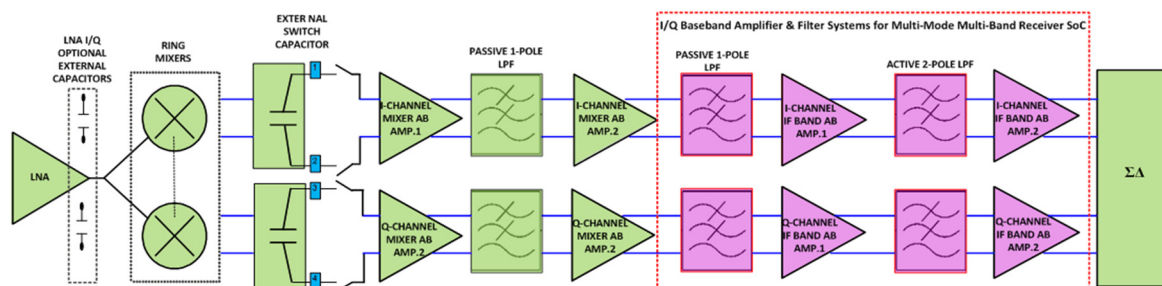 I/Q Baseband Amplifier & Filter Systems for Multi-Mode Multi-Band Receiver SoC
LNA I/Q
OPTIONAL
EXTERNAL
CAPACITORS
RING
MIXERS
EXTER NAL
SWITCH
CAPACITOR
PASSIVE 1-POLE
LPF
PASSIVE 1-POLE
LPF
ACTIVE 2-POLE LPF
1
2
I-CHANNEL
MIXER AB
AMP.1
I-CHANNEL
MIXER AB
AMP.2
I-CHANNEL
IF BAND AB
AMP.1
I-CHANNEL
IF BAND AB
AMP.2
LNA
ΣΔ
3
4
Q-CHANNEL
MIXER AB
AMP.2
Q-CHANNEL
MIXER AB
AMP.2
Q-CHANNEL
IF BAND AB
AMP.1
Q-CHANNEL
IF BAND AB
AMP.2